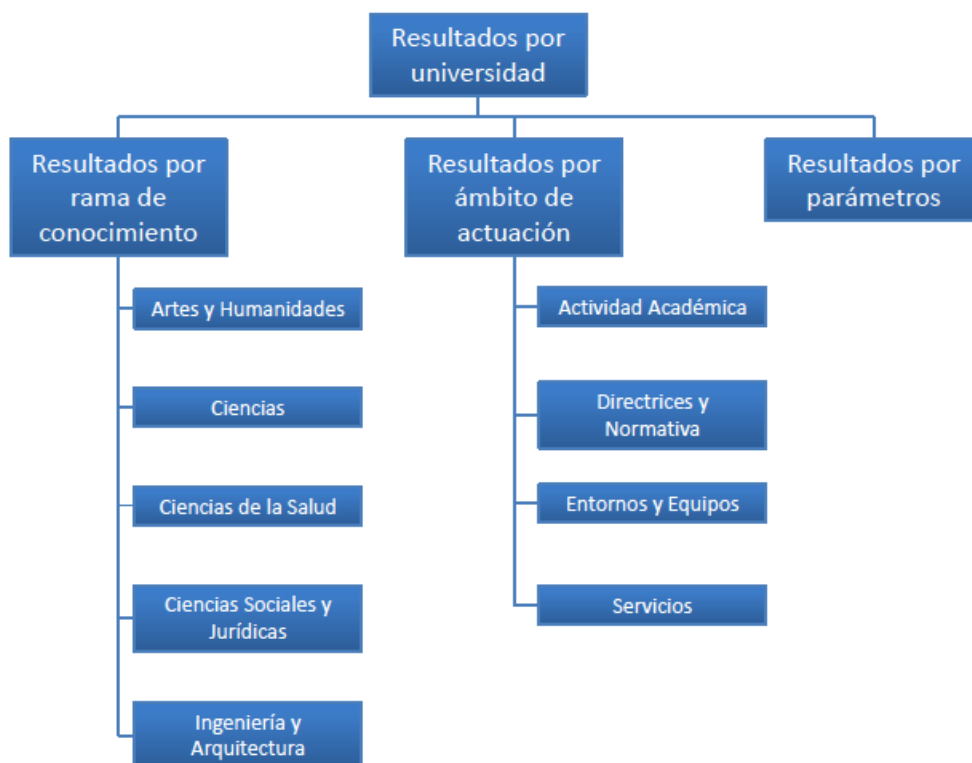 Resultados por
universidad
Resultados por
rama de
conocimiento
Resultados por
ámbito de
actuación
Resultados por
parámetros
Artes y Humanidades
Ciencias
Ciencias de la Salud
Ciencias Sociales y
Jurídicas
Ingeniería y
Arquitectura
Actividad Académica
Directrices y
Normativa
Entornos y Equipos
Servicios